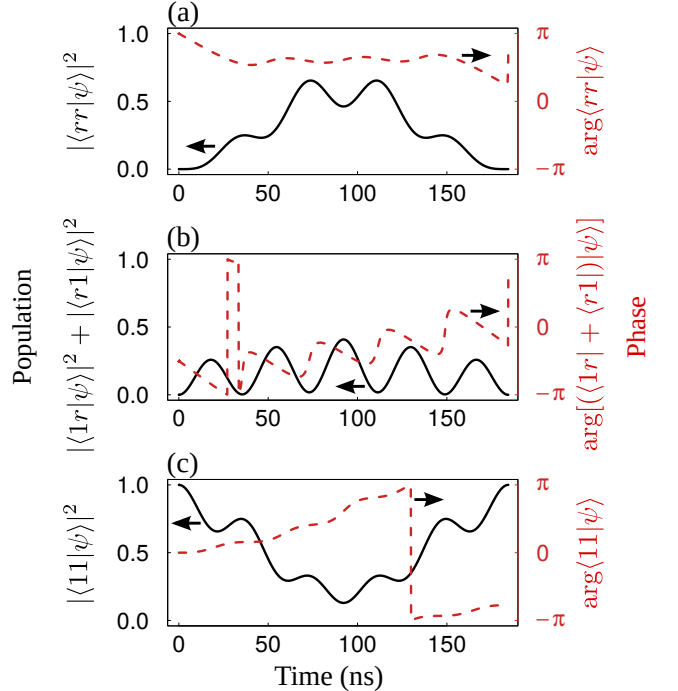 (a)
1.0
0.5
0.0
π
0
−π
0
50
100
150
|⟨rr|ψ⟩|²
arg⟨rr|ψ⟩
(b)
1.0
0.5
0.0
π
0
−π
0
50
100
150
Population
|⟨1r|ψ⟩|² + |⟨r1|ψ⟩|²
arg[(⟨1r| + ⟨r1|)|ψ⟩]
Phase
(c)
1.0
0.5
0.0
π
0
−π
0
50
100
150
|⟨11|ψ⟩|²
arg⟨11|ψ⟩
Time (ns)